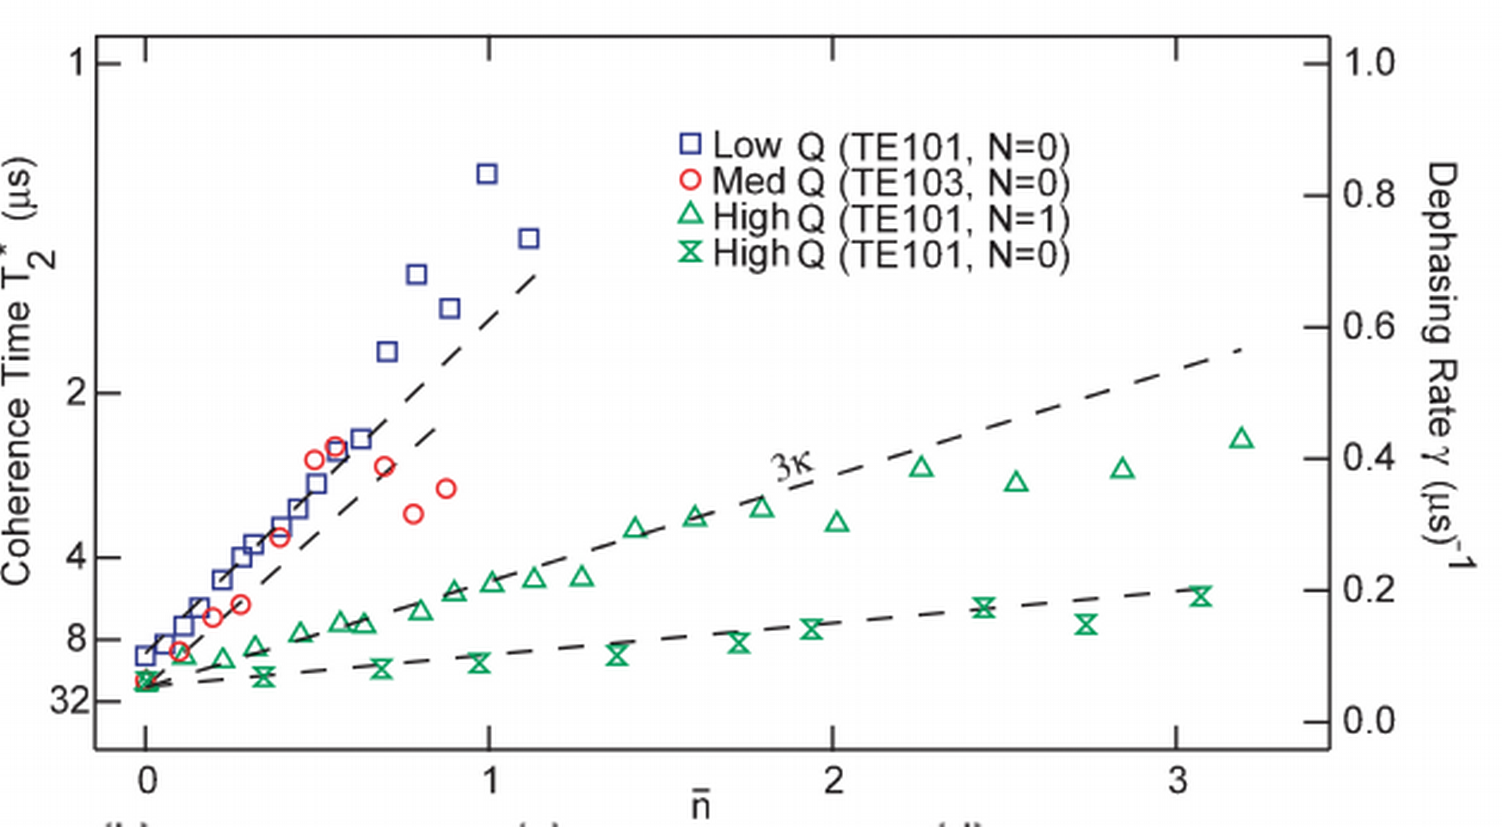 Coherence Time T2* (μs)
1
2
4
8
32
Low Q (TE101, N=0)
Med Q (TE103, N=0)
High Q (TE101, N=1)
High Q (TE101, N=0)
3κ
1.0
0.8
0.6
0.4
0.2
0.0
Dephasing Rate γ (μs)⁻¹
0 1 2 3
n̄